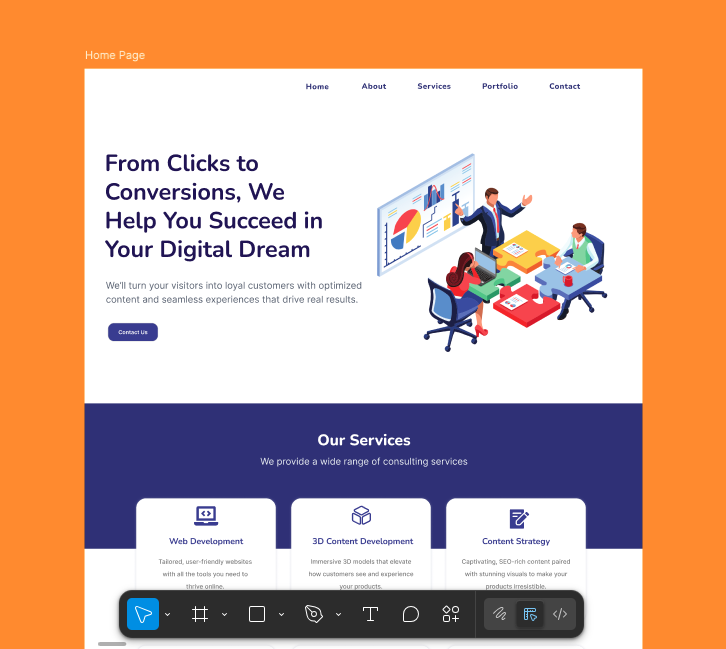 Home Page
Home About Services Portfolio Contact
From Clicks to
Conversions, We
Help You Succeed in
Your Digital Dream
We'll turn your visitors into loyal customers with optimized
content and seamless experiences that drive real results.
Contact Us
Our Services
We provide a wide range of consulting services
Web Development
Tailored, user-friendly websites
with all the tools you need to
thrive online.
3D Content Development
Immersive 3D models that elevate
how customers see and experience
your products.
Content Strategy
Captivating, SEO-rich content paired
with stunning visuals to make your
products irresistible.